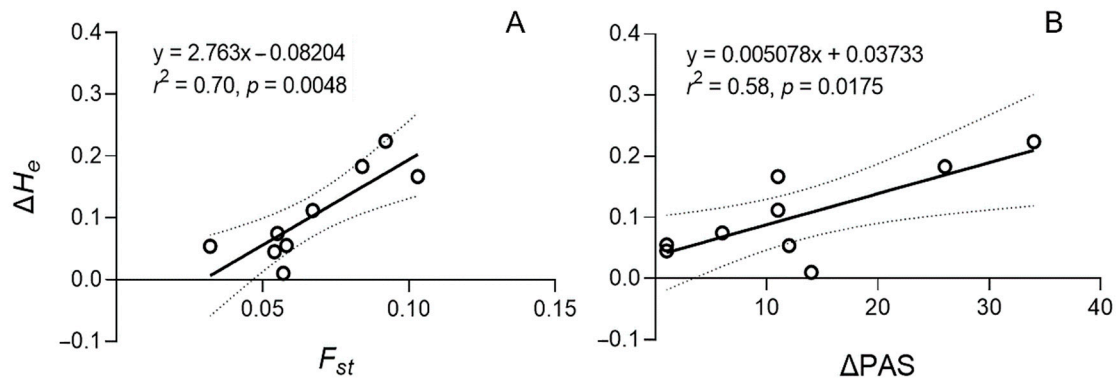 A
y = 2.763x – 0.08204
r² = 0.70, p = 0.0048
0.4
0.3
0.2
0.1
0.0
–0.1
ΔHₑ
0.05
0.10
0.15
Fₛₜ
B
y = 0.005078x + 0.03733
r² = 0.58, p = 0.0175
0.4
0.3
0.2
0.1
0.0
–0.1
10
20
30
40
ΔPAS